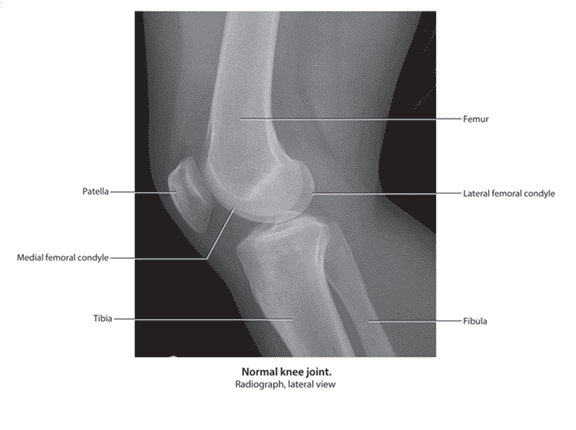 Femur
Patella
Lateral femoral condyle
Medial femoral condyle
Tibia
Fibula
Normal knee joint.
Radiograph, lateral view